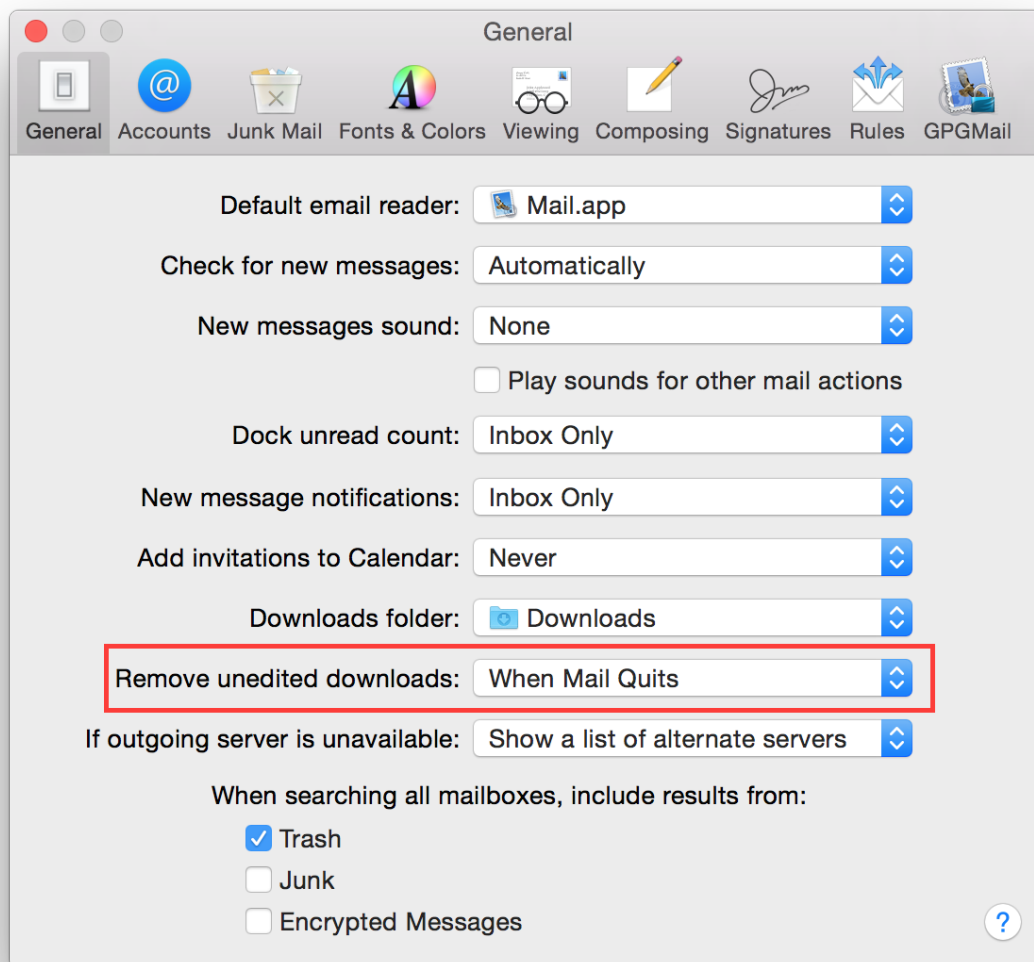 General
General Accounts Junk Mail Fonts & Colors Viewing Composing Signatures Rules GPGMail
Default email reader: Mail.app
Check for new messages: Automatically
New messages sound: None
Play sounds for other mail actions
Dock unread count: Inbox Only
New message notifications: Inbox Only
Add invitations to Calendar: Never
Downloads folder: Downloads
Remove unedited downloads: When Mail Quits
If outgoing server is unavailable: Show a list of alternate servers
When searching all mailboxes, include results from:
Trash
Junk
Encrypted Messages
?